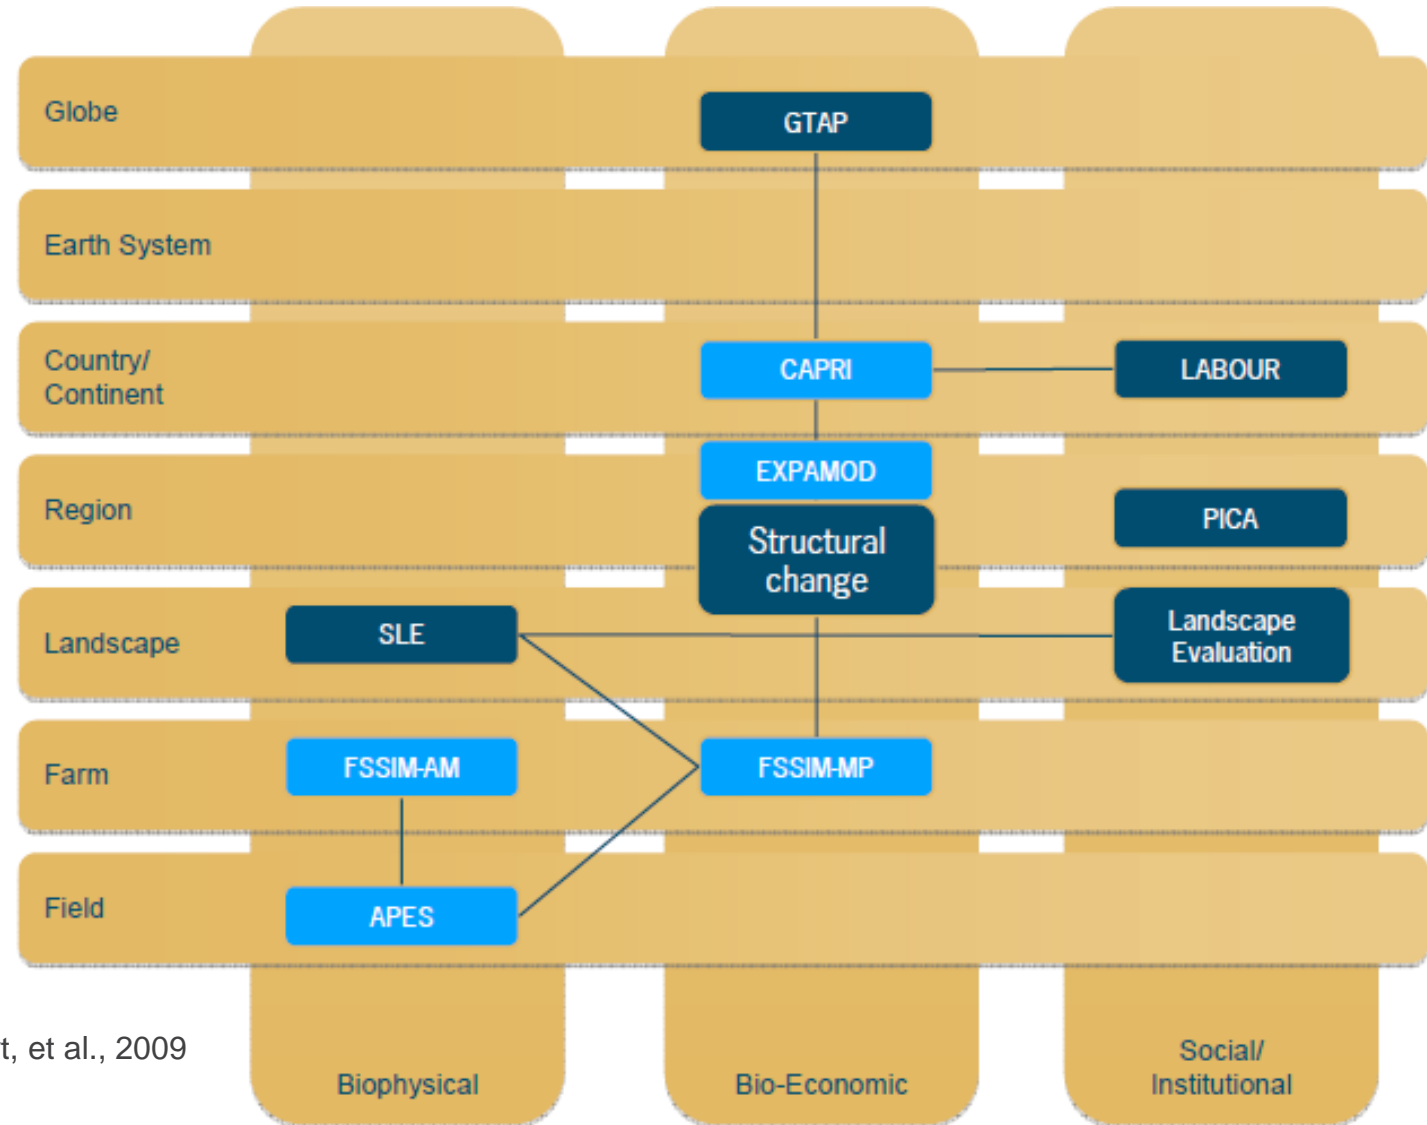 Globe
GTAP
Earth System
Country/
Continent
CAPRI
LABOUR
EXPAMOD
Region
PICA
Structural
change
Landscape
SLE
Landscape
Evaluation
Farm
FSSIM-AM
FSSIM-MP
Field
APES
t, et al., 2009
Biophysical
Bio-Economic
Social/
Institutional